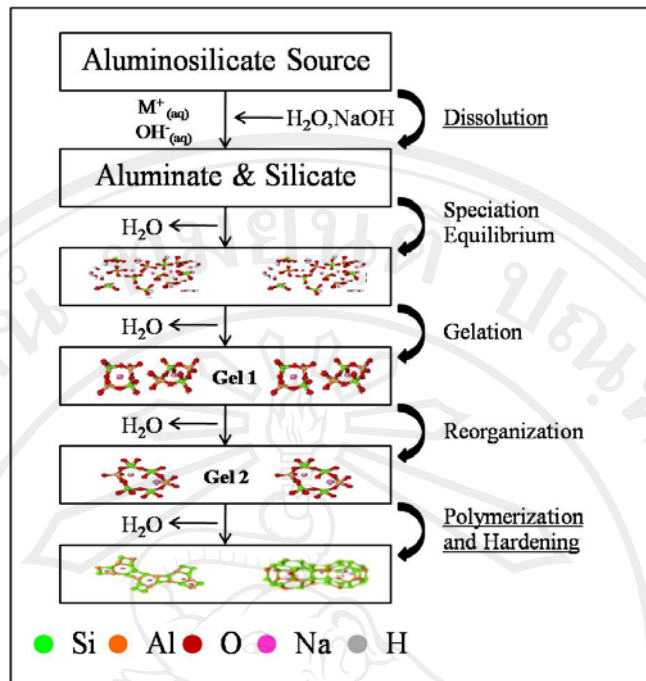 Aluminosilicate Source
M⁺(aq)
OH⁻(aq)
H₂O,NaOH
Dissolution
Aluminate & Silicate
H₂O
Speciation
Equilibrium
H₂O
Gelation
Gel 1
H₂O
Reorganization
Gel 2
H₂O
Polymerization
and Hardening
Si Al O Na H